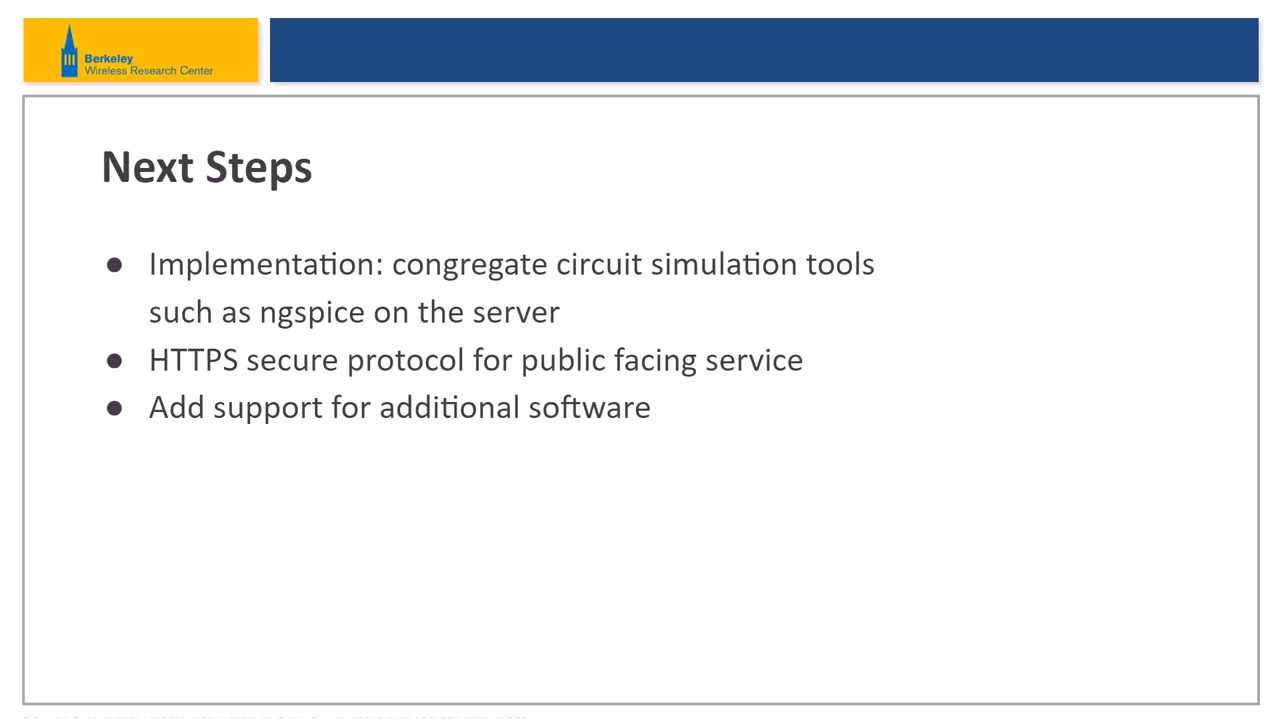 Berkeley
Wireless Research Center
Next Steps
● Implementation: congregate circuit simulation tools
such as ngspice on the server
● HTTPS secure protocol for public facing service
● Add support for additional software